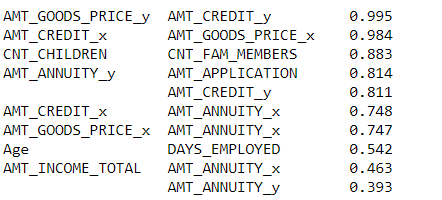 AMT_GOODS_PRICE_y AMT_CREDIT_y 0.995
AMT_CREDIT_x AMT_GOODS_PRICE_x 0.984
CNT_CHILDREN CNT_FAM_MEMBERS 0.883
AMT_ANNUITY_y AMT_APPLICATION 0.814
AMT_CREDIT_y 0.811
AMT_CREDIT_x AMT_ANNUITY_x 0.748
AMT_GOODS_PRICE_x AMT_ANNUITY_x 0.747
Age DAYS_EMPLOYED 0.542
AMT_INCOME_TOTAL AMT_ANNUITY_x 0.463
AMT_ANNUITY_y 0.393